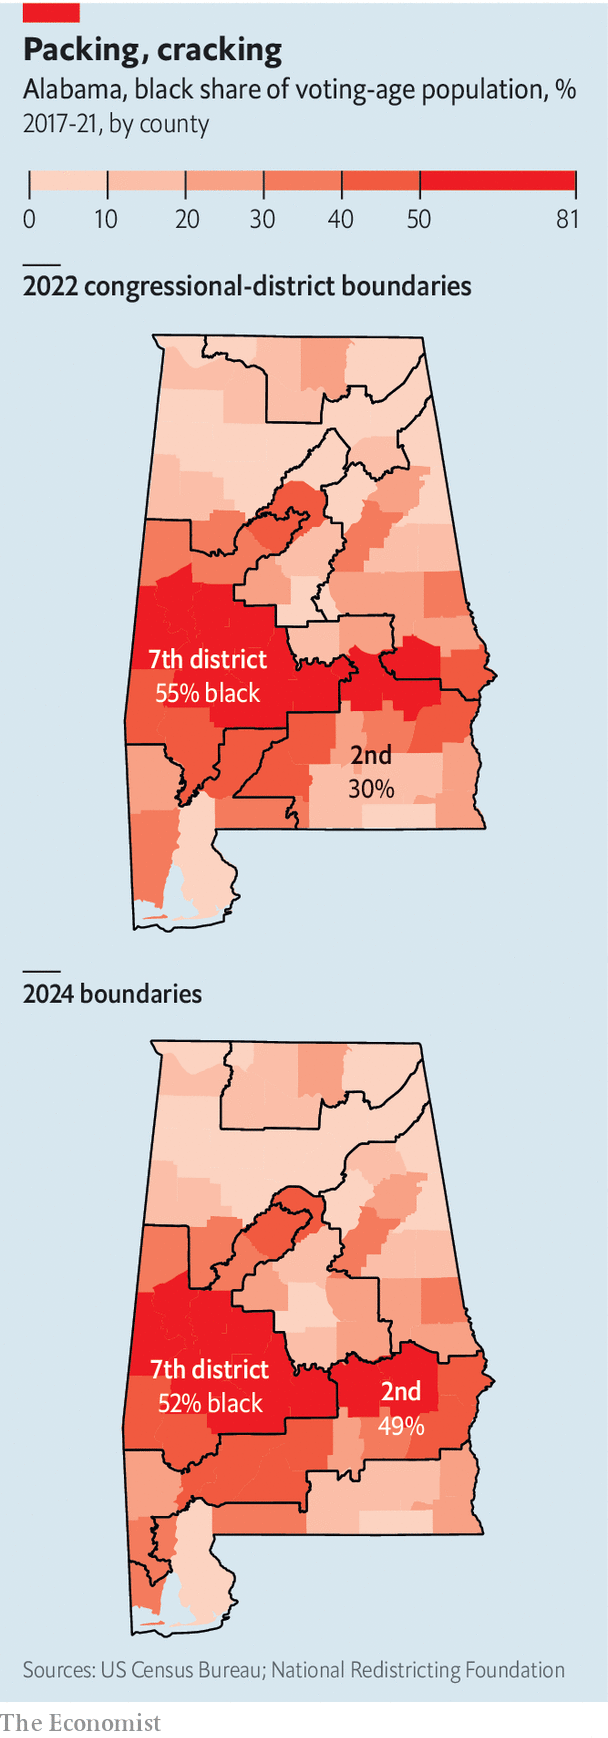 Packing, cracking
Alabama, black share of voting-age population, %
2017-21, by county
0 10 20 30 40 50 81
2022 congressional-district boundaries
7th district
55% black
2nd
30%
2024 boundaries
7th district
52% black
2nd
49%
Sources: US Census Bureau; National Redistricting Foundation
The Economist